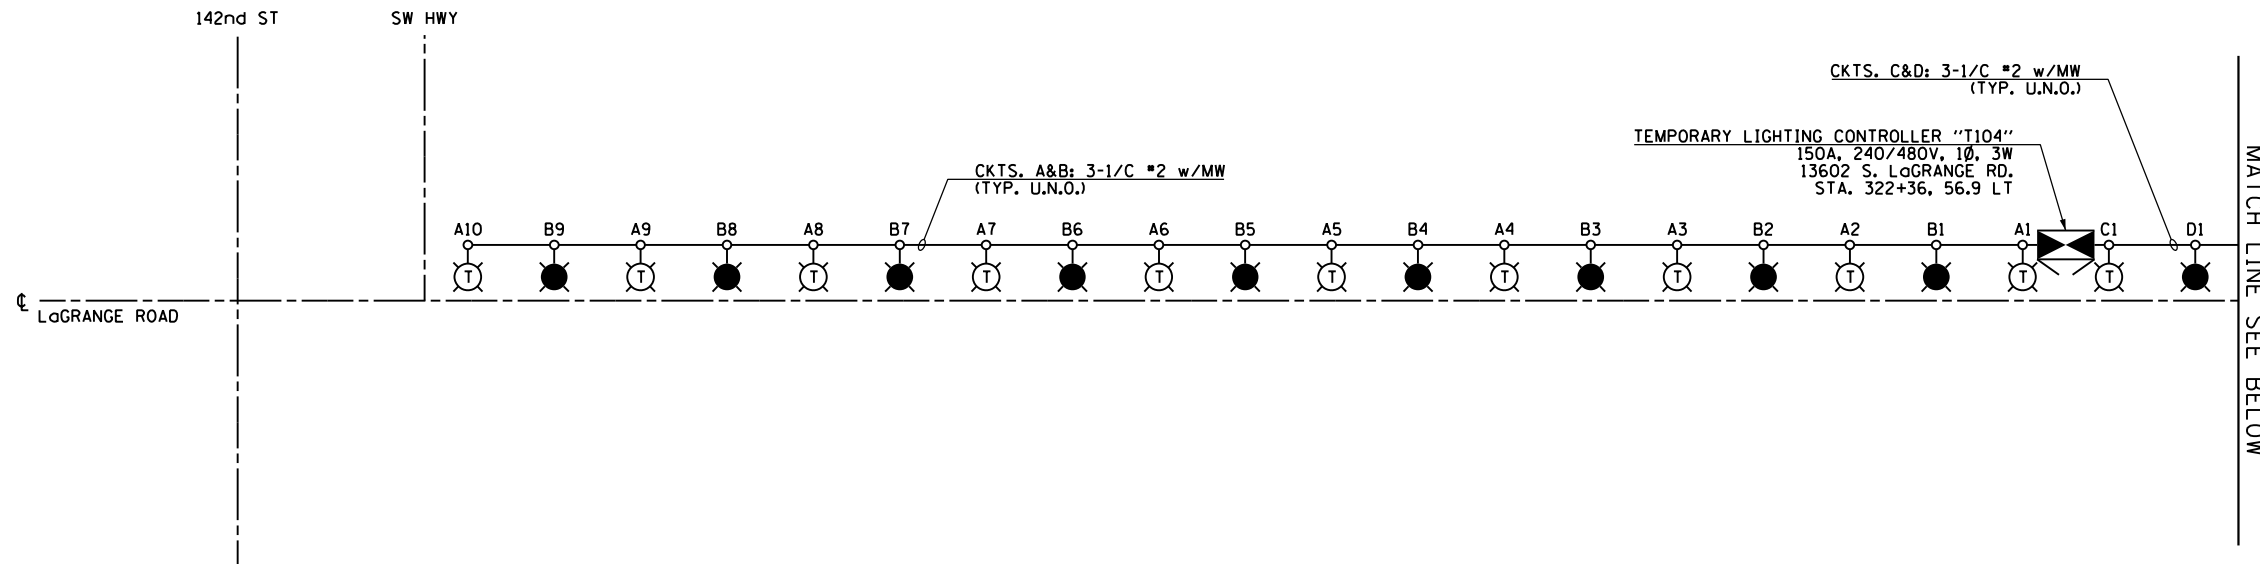 142nd ST
SW HWY
CKTS. C&D: 3-1/C #2 w/MW
(TYP. U.N.O.)
TEMPORARY LIGHTING CONTROLLER "T104"
150A, 240/480V, 1Ø, 3W
13602 S. LaGRANGE RD.
STA. 322+36, 56.9 LT
CKTS. A&B: 3-1/C #2 w/MW
(TYP. U.N.O.)
A10 B9 A9 B8 A8 B7 A7 B6 A6 B5 A5 B4 A4 B3 A3 B2 A2 B1 A1 C1 D1
T T T T T T T T T T T
℄
LaGRANGE ROAD
MATCH LINE SEE BELOW